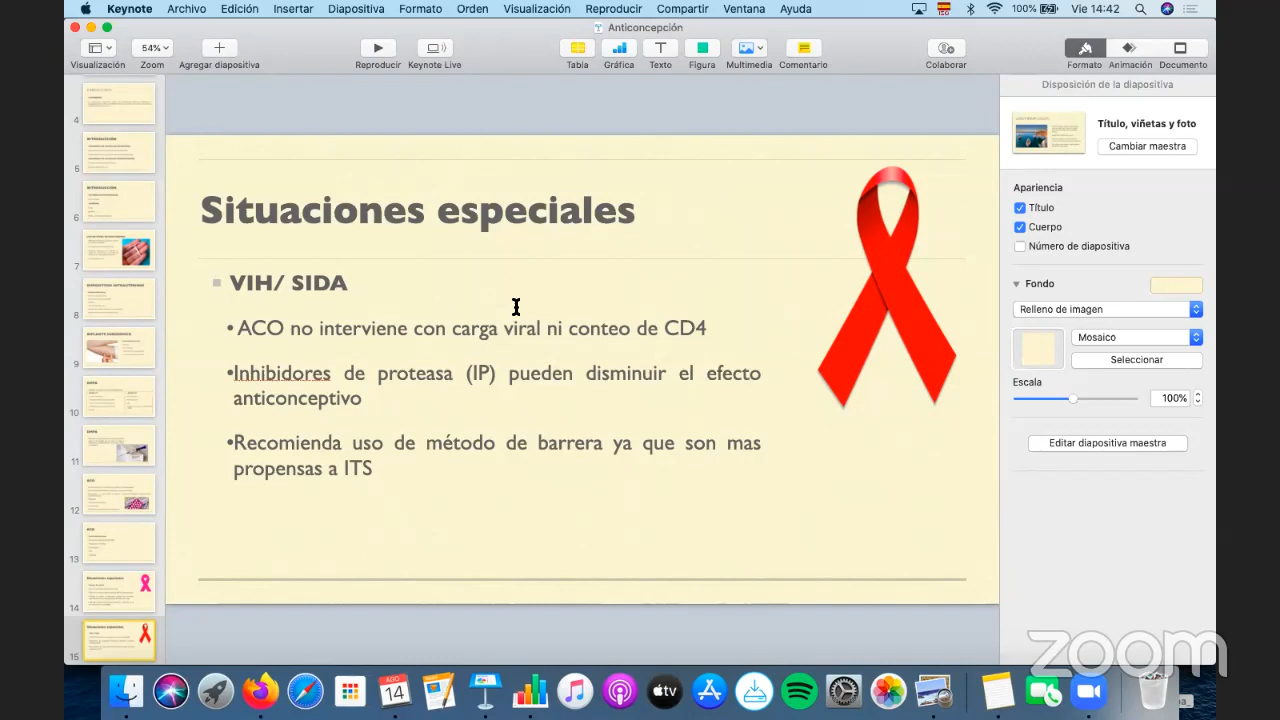 Keynote Archivo Edición Insertar Diapositiva Formato Orden Visualización Reproducir Compartir Ventana Ayuda 100% Vie 14:42
Anticoncepción
54%
Visualización Zoom Agregar diapositiva Reproducir Keynote Live Tabla Gráfica Texto Figura Multimedia Comentario Colaborar Formato Animación Documento
Disposición de la diapositiva
Título, viñetas y foto
Cambiar maestra
Apariencia
Título
Cuerpo
Número de diapositiva
Fondo
Relleno de imagen
Mosaico
Seleccionar
Escala
100%
Editar diapositiva maestra
4
5
6
7
8
9
10
11
12
13
14
15
Situaciones especiales
VIH/ SIDA
• ACO no interviene con carga viral ni conteo de CD4
•Inhibidores de proteasa (IP) pueden disminuir el efecto
anticonceptivo
•Recomienda uso de método de barrera ya que son mas
propensas a ITS
zoom
AGO
14
tv